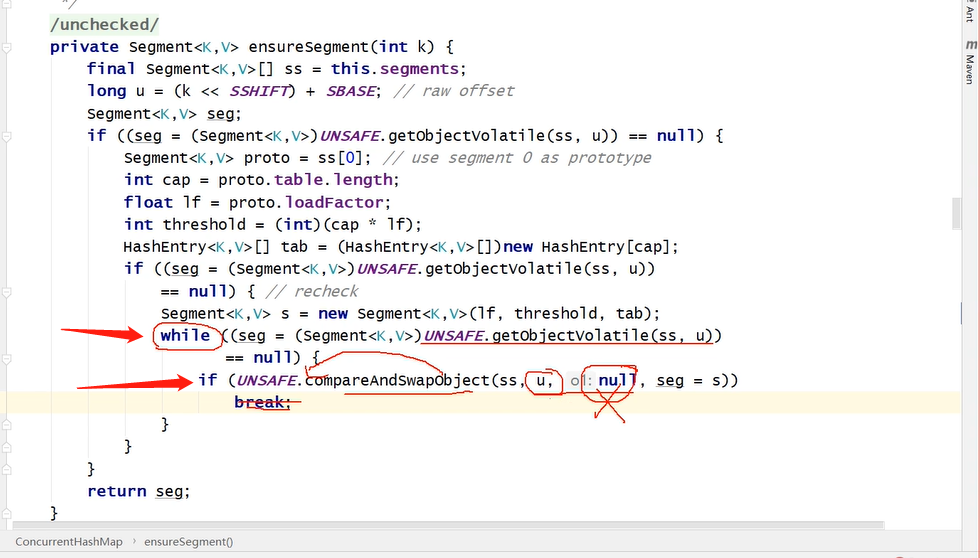 */
/unchecked/
private Segment<K,V> ensureSegment(int k) {
final Segment<K,V>[] ss = this.segments;
long u = (k << SSHIFT) + SBASE; // raw offset
Segment<K,V> seg;
if ((seg = (Segment<K,V>)UNSAFE.getObjectVolatile(ss, u)) == null) {
Segment<K,V> proto = ss[0]; // use segment 0 as prototype
int cap = proto.table.length;
float lf = proto.loadFactor;
int threshold = (int)(cap * lf);
HashEntry<K,V>[] tab = (HashEntry<K,V>[])new HashEntry[cap];
if ((seg = (Segment<K,V>)UNSAFE.getObjectVolatile(ss, u))
== null) { // recheck
Segment<K,V> s = new Segment<K,V>(lf, threshold, tab);
while ((seg = (Segment<K,V>)UNSAFE.getObjectVolatile(ss, u))
== null) {
if (UNSAFE.compareAndSwapObject(ss, u, null, seg = s))
break;
}
}
}
return seg;
}
ConcurrentHashMap › ensureSegment()
Ant
m
Maven